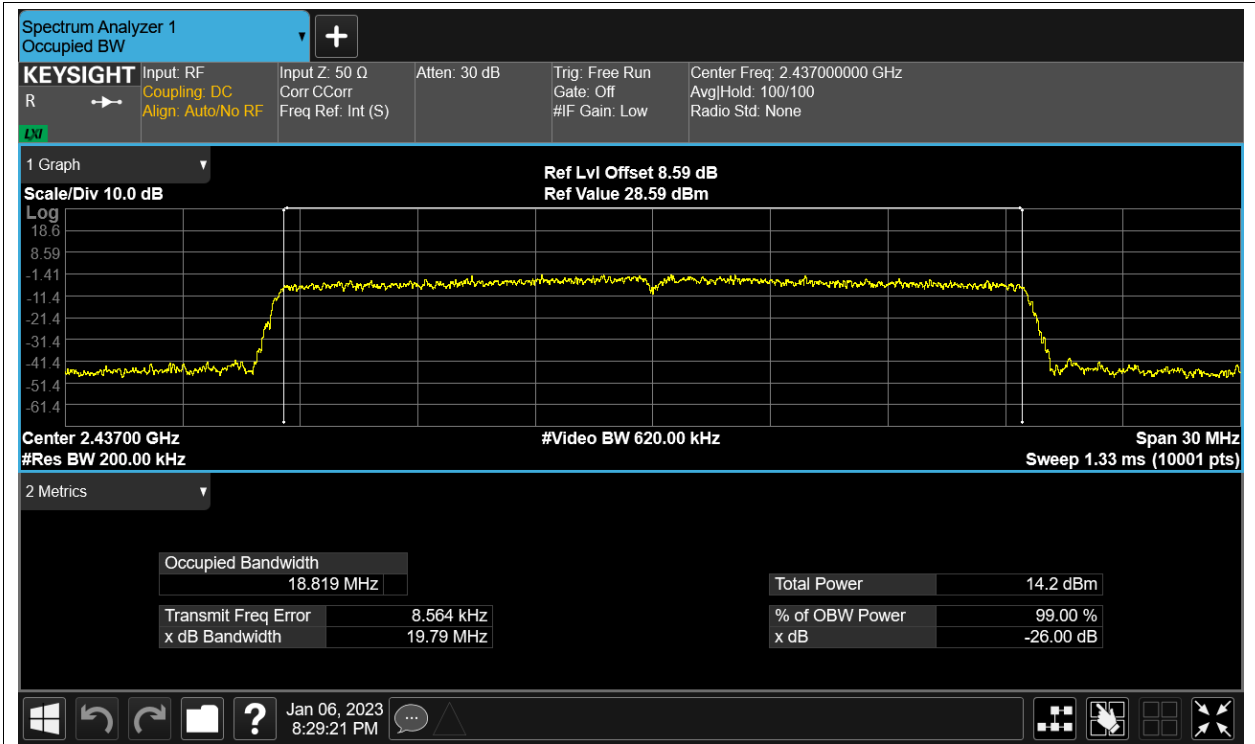 Spectrum Analyzer 1
Occupied BW
KEYSIGHT
R
LXI
Input: RF
Coupling: DC
Align: Auto/No RF
Input Z: 50 Ω
Corr CCorr
Freq Ref: Int (S)
Atten: 30 dB
Trig: Free Run
Gate: Off
#IF Gain: Low
Center Freq: 2.437000000 GHz
Avg|Hold: 100/100
Radio Std: None
1 Graph
Scale/Div 10.0 dB
Ref Lvl Offset 8.59 dB
Ref Value 28.59 dBm
Log
18.6
8.59
-1.41
-11.4
-21.4
-31.4
-41.4
-51.4
-61.4
Center 2.43700 GHz
#Video BW 620.00 kHz
Span 30 MHz
#Res BW 200.00 kHz
Sweep 1.33 ms (10001 pts)
2 Metrics
Occupied Bandwidth
18.819 MHz
Total Power 14.2 dBm
Transmit Freq Error 8.564 kHz
% of OBW Power 99.00 %
x dB Bandwidth 19.79 MHz
x dB -26.00 dB
?
Jan 06, 2023
8:29:21 PM